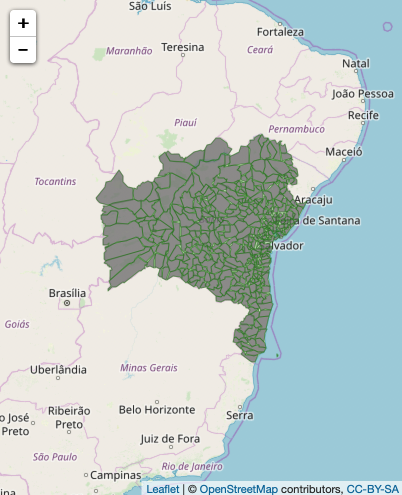 +
−
São Luís
Fortaleza
Teresina
Maranhão
Ceará
Natal
João Pessoa
Piauí
Recife
Pernambuco
Maceió
Tocantins
Aracaju
de Santana
Brasília
Goiás
Minas Gerais
Uberlândia
Ribeirão
Preto
Belo Horizonte
Serra
o José
Preto
Juiz de Fora
São Paulo
Rio de Janeiro
Campinas
Leaflet | © OpenStreetMap contributors, CC-BY-SA